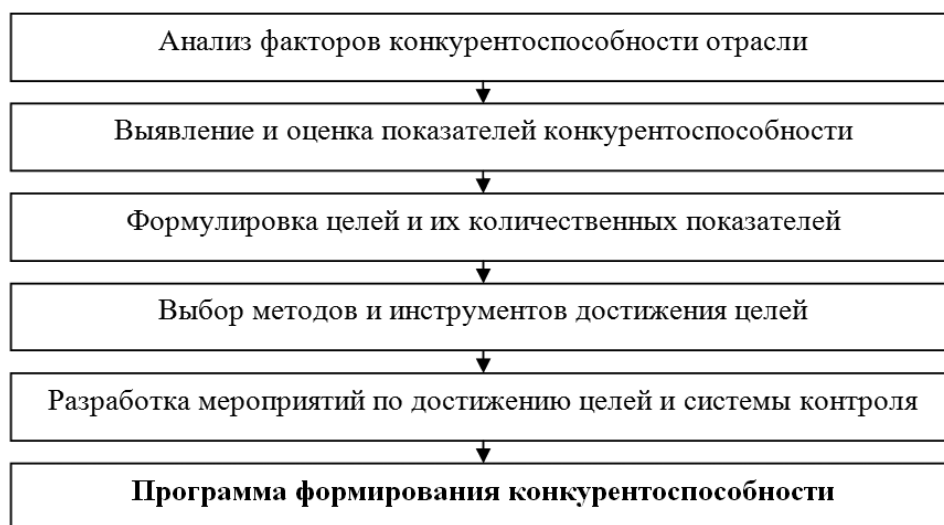 Анализ факторов конкурентоспособности отрасли
Выявление и оценка показателей конкурентоспособности
Формулировка целей и их количественных показателей
Выбор методов и инструментов достижения целей
Разработка мероприятий по достижению целей и системы контроля
Программа формирования конкурентоспособности